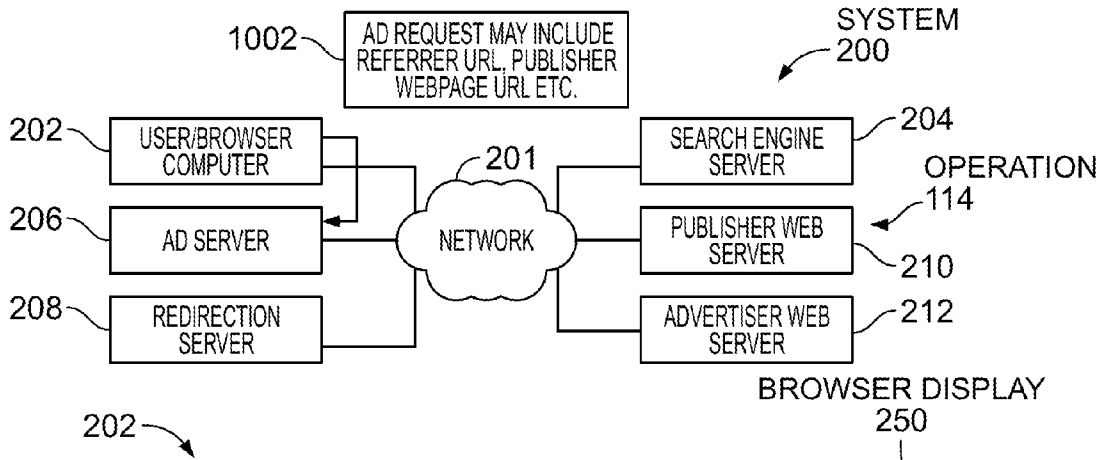 1002
AD REQUEST MAY INCLUDE
REFERRER URL, PUBLISHER
WEBPAGE URL ETC.
SYSTEM
200
202
USER/BROWSER
COMPUTER
206
AD SERVER
208
REDIRECTION
SERVER
201
NETWORK
SEARCH ENGINE
SERVER
204
OPERATION
114
PUBLISHER WEB
SERVER
210
ADVERTISER WEB
SERVER
212
BROWSER DISPLAY
250
202